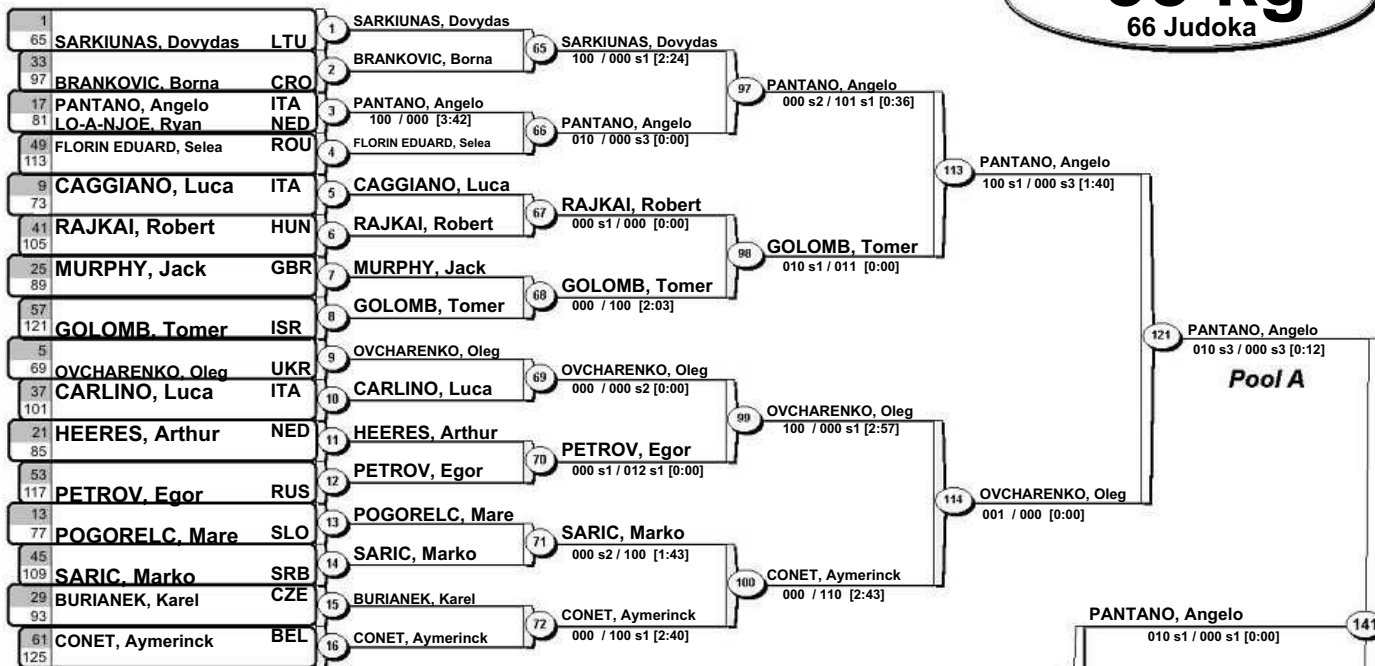 66 Judoka
1
65 SARKIUNAS, Dovydas LTU
33
97 BRANKOVIC, Borna CRO
17 PANTANO, Angelo ITA
81 LO-A-NJOE, Ryan NED
49 FLORIN EDUARD, Selea ROU
113
9 CAGGIANO, Luca ITA
73
41 RAJKAI, Robert HUN
105
25 MURPHY, Jack GBR
89
57
121 GOLOMB, Tomer ISR
5
69 OVCHARENKO, Oleg UKR
37 CARLINO, Luca ITA
101
21 HEERES, Arthur NED
85
53
117 PETROV, Egor RUS
13
77 POGORELC, Mare SLO
45
109 SARIC, Marko SRB
29 BURIANEK, Karel CZE
93
61 CONET, Aymerinck BEL
125
1 SARKIUNAS, Dovydas
2 BRANKOVIC, Borna
3 PANTANO, Angelo
100 / 000 [3:42]
4 FLORIN EDUARD, Selea
5 CAGGIANO, Luca
6 RAJKAI, Robert
7 MURPHY, Jack
8 GOLOMB, Tomer
9 OVCHARENKO, Oleg
10 CARLINO, Luca
11 HEERES, Arthur
12 PETROV, Egor
13 POGORELC, Mare
14 SARIC, Marko
15 BURIANEK, Karel
16 CONET, Aymerinck
65 SARKIUNAS, Dovydas
100 / 000 s1 [2:24]
66 PANTANO, Angelo
010 / 000 s3 [0:00]
67 RAJKAI, Robert
000 s1 / 000 [0:00]
68 GOLOMB, Tomer
000 / 100 [2:03]
69 OVCHARENKO, Oleg
000 / 000 s2 [0:00]
70 PETROV, Egor
000 s1 / 012 s1 [0:00]
71 SARIC, Marko
000 s2 / 100 [1:43]
72 CONET, Aymerinck
000 / 100 s1 [2:40]
97 PANTANO, Angelo
000 s2 / 101 s1 [0:36]
98 GOLOMB, Tomer
010 s1 / 011 [0:00]
99 OVCHARENKO, Oleg
100 / 000 s1 [2:57]
100 CONET, Aymerinck
000 / 110 [2:43]
113 PANTANO, Angelo
100 s1 / 000 s3 [1:40]
114 OVCHARENKO, Oleg
001 / 000 [0:00]
121 PANTANO, Angelo
010 s3 / 000 s3 [0:12]
Pool A
PANTANO, Angelo 141
010 s1 / 000 s1 [0:00]